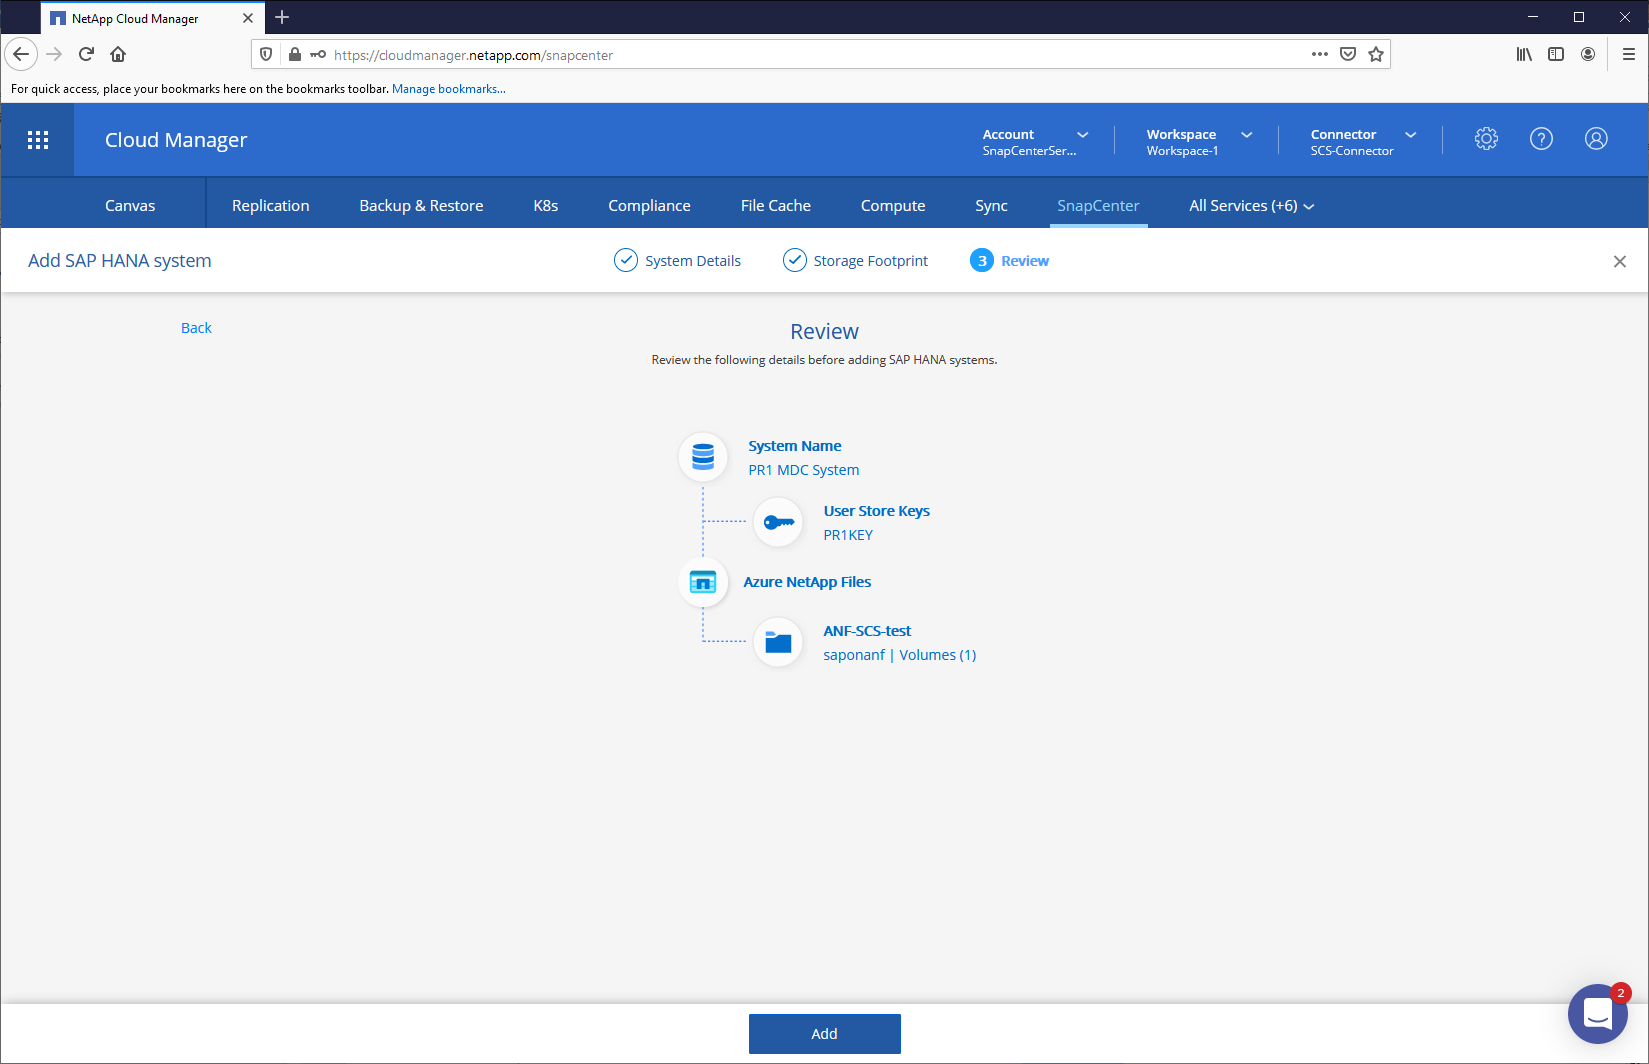 NetApp Cloud Manager
https://cloudmanager.netapp.com/snapcenter
For quick access, place your bookmarks here on the bookmarks toolbar. Manage bookmarks...
Cloud Manager
Account
SnapCenterSer...
Workspace
Workspace-1
Connector
SCS-Connector
Canvas
Replication
Backup & Restore
K8s
Compliance
File Cache
Compute
Sync
SnapCenter
All Services (+6)
Add SAP HANA system
System Details
Storage Footprint
3 Review
Back
Review
Review the following details before adding SAP HANA systems.
System Name
PR1 MDC System
User Store Keys
PR1KEY
Azure NetApp Files
ANF-SCS-test
saponanf | Volumes (1)
2
Add